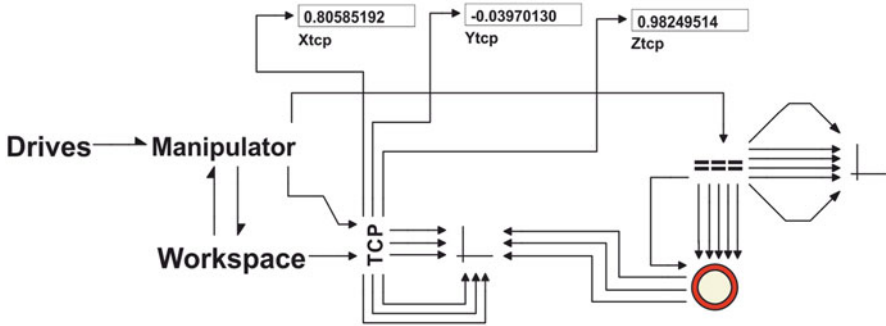 0.80585192
Xtcp
-0.03970130
Ytcp
0.98249514
Ztcp
Drives
Manipulator
Workspace
TCP